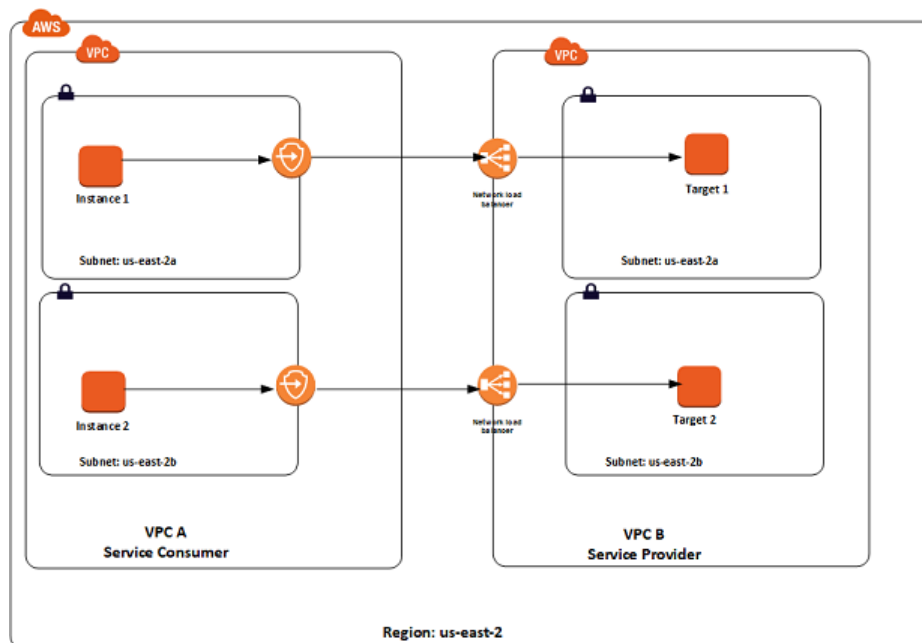 AWS
VPC
VPC
Instance 1
Subnet: us-east-2a
Network load
balancer
Target 1
Subnet: us-east-2a
Instance 2
Subnet: us-east-2b
Network load
balancer
Target 2
Subnet: us-east-2b
VPC A
Service Consumer
VPC B
Service Provider
Region: us-east-2